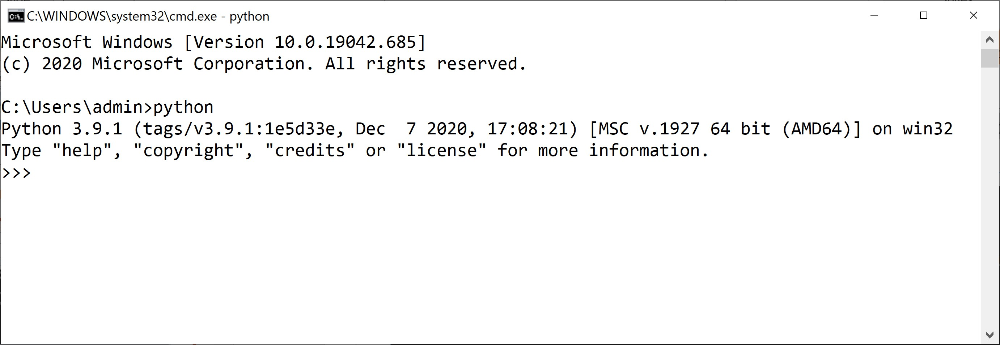 C:\WINDOWS\system32\cmd.exe - python
Microsoft Windows [Version 10.0.19042.685]
(c) 2020 Microsoft Corporation. All rights reserved.
C:\Users\admin>python
Python 3.9.1 (tags/v3.9.1:1e5d33e, Dec  7 2020, 17:08:21) [MSC v.1927 64 bit (AMD64)] on win32
Type "help", "copyright", "credits" or "license" for more information.
>>>